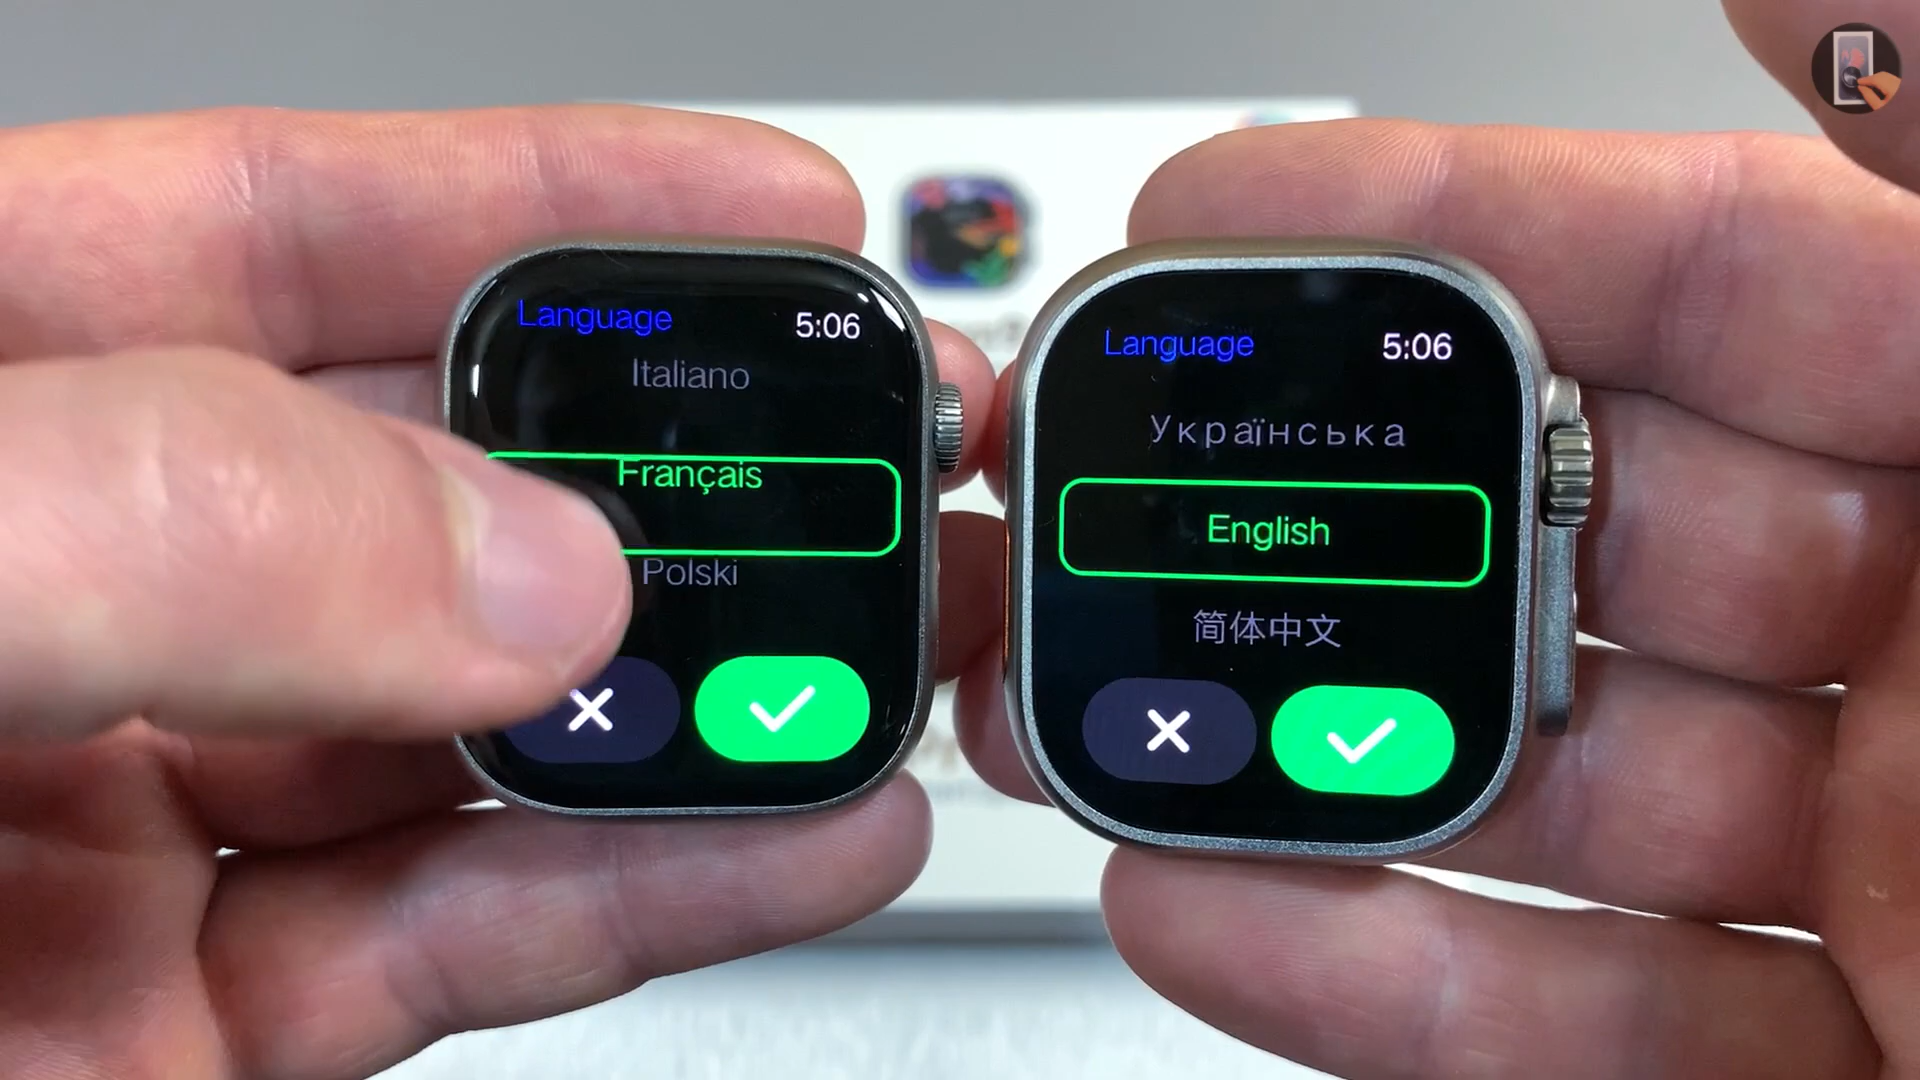 Language
5:06
Italiano
Français
Polski
Language
5:06
Українська
English
简体中文